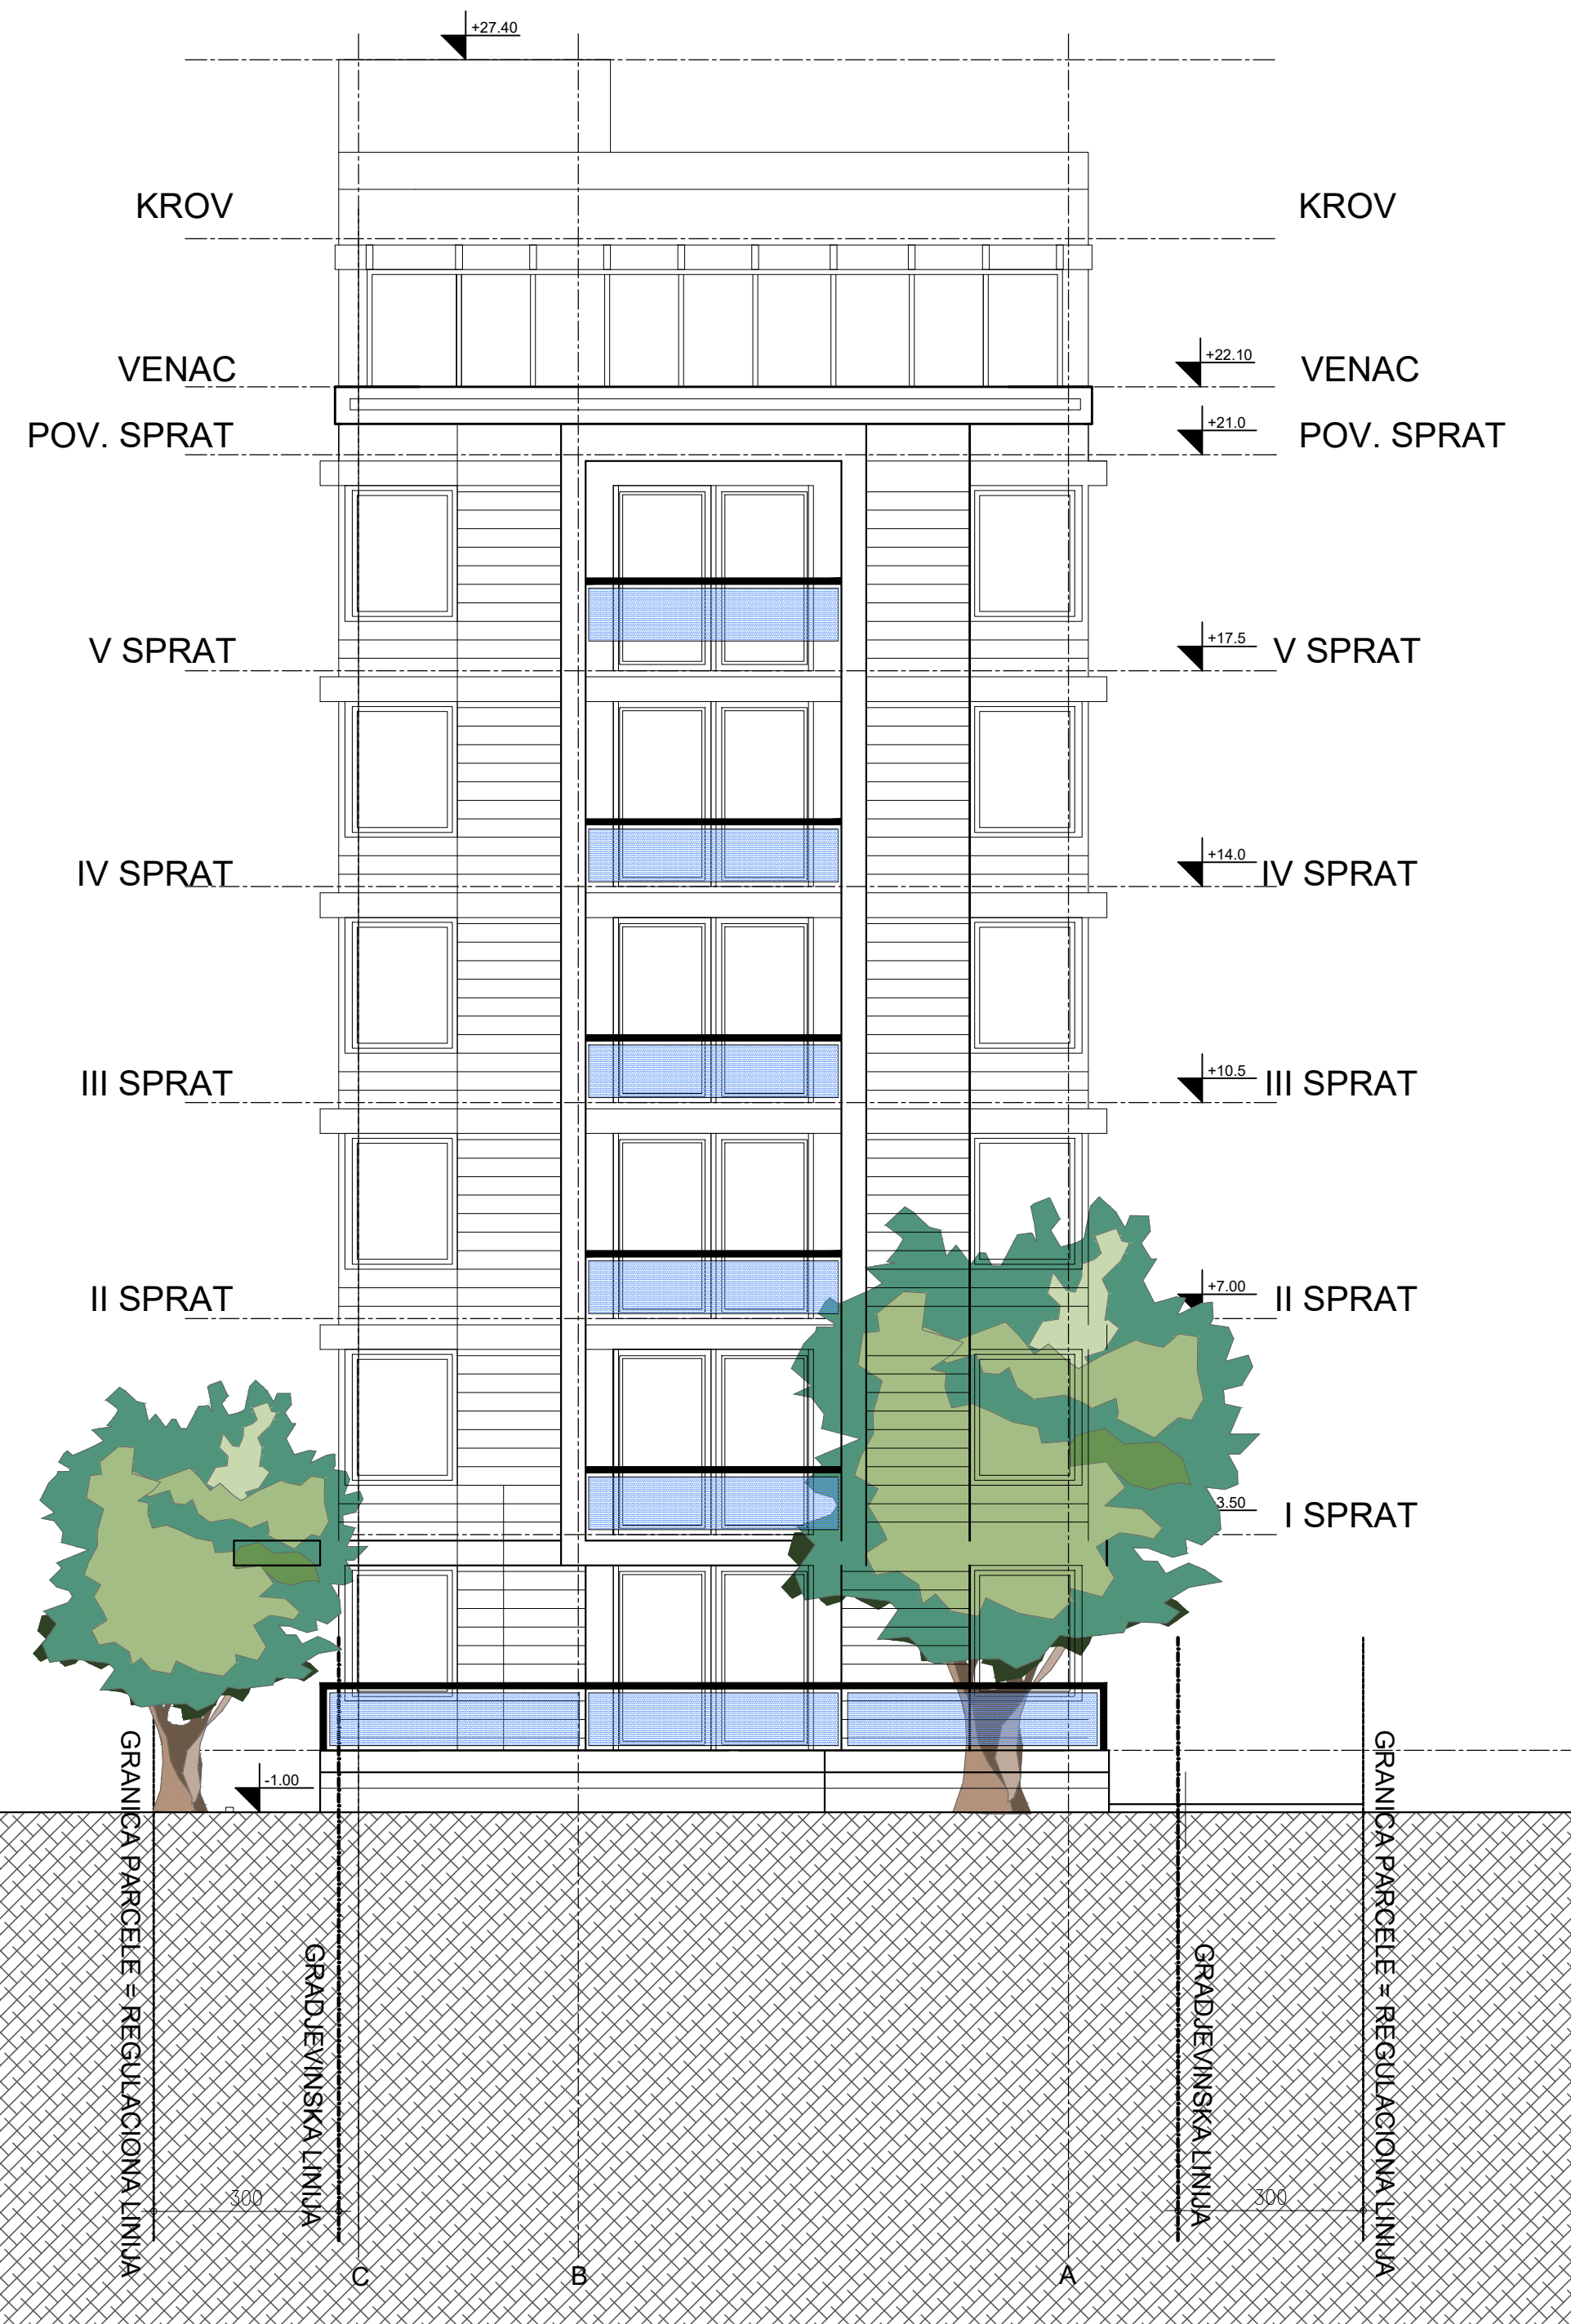 +27.40
KROV
KROV
VENAC
+22.10
VENAC
POV. SPRAT
+21.0
POV. SPRAT
V SPRAT
+17.5
V SPRAT
IV SPRAT
+14.0
IV SPRAT
III SPRAT
+10.5
III SPRAT
II SPRAT
+7.00
II SPRAT
3.50
I SPRAT
-1.00
GRANICA PARCELE = REGULACIONA LINIJA
GRADJEVINSKA LINIJA
GRADJEVINSKA LINIJA
GRANICA PARCELE = REGULACIONA LINIJA
300
300
C
B
A